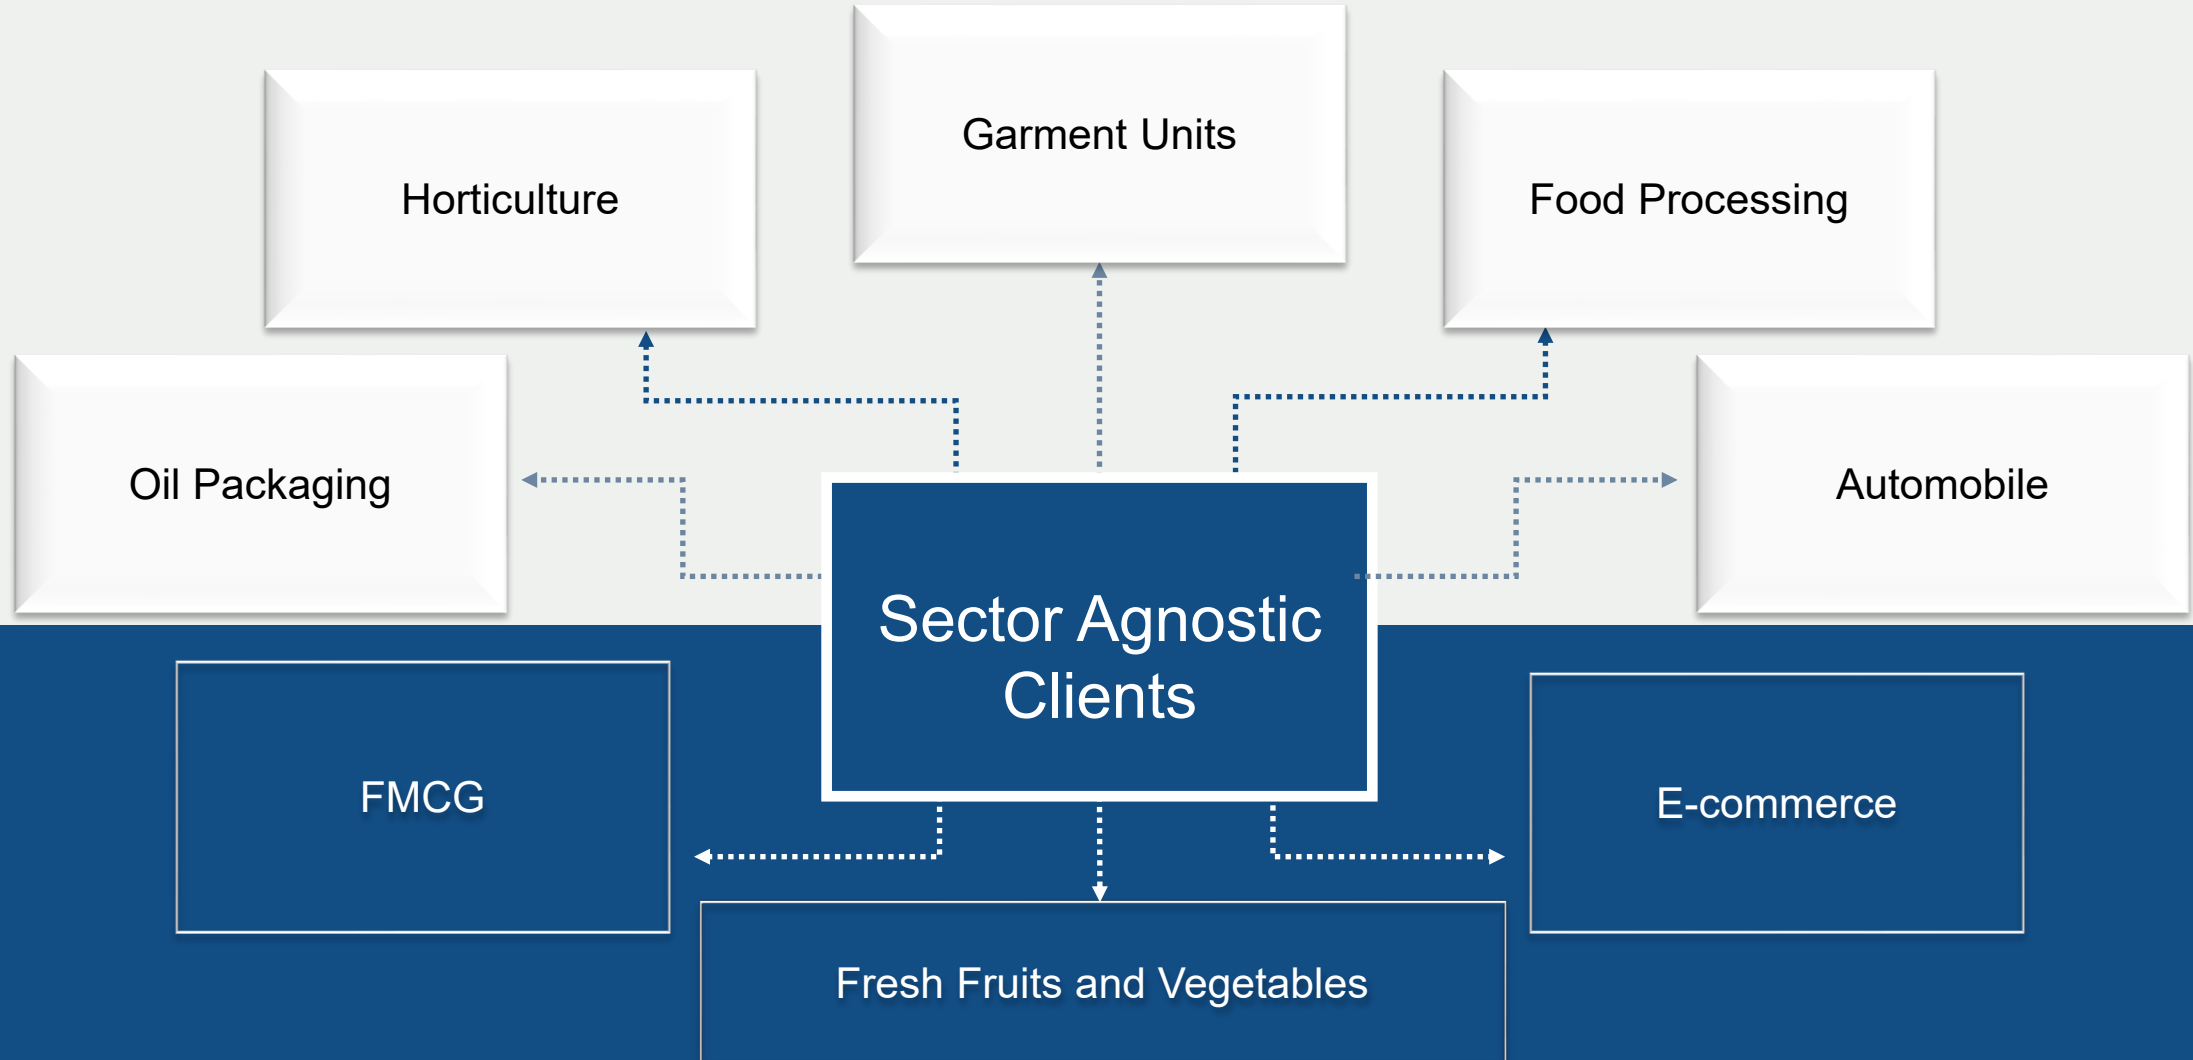 Garment Units
Horticulture
Food Processing
Oil Packaging
Automobile
Sector Agnostic
Clients
FMCG
E-commerce
Fresh Fruits and Vegetables